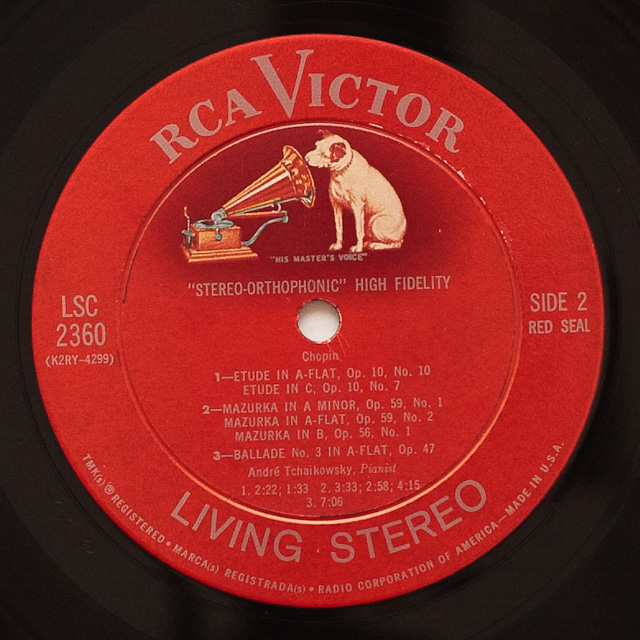 RCA VICTOR
"HIS MASTER'S VOICE"
"STEREO-ORTHOPHONIC" HIGH FIDELITY
LSC
2360
(K2RY-4299)
SIDE 2
RED SEAL
Chopin
1—ETUDE IN A-FLAT, Op. 10, No. 10
ETUDE IN C, Op. 10, No. 7
2—MAZURKA IN A MINOR, Op. 59, No. 1
MAZURKA IN A-FLAT, Op. 59, No. 2
MAZURKA IN B, Op. 56, No. 1
3—BALLADE No. 3 IN A-FLAT, Op. 47
André Tchaikowsky, Pianist
1. 2:22; 1:33 2. 3:33; 2:58; 4:15
3. 7:06
LIVING STEREO
TMK(s) ® REGISTERED • MARCA(s) REGISTRADA(s) • RADIO CORPORATION OF AMERICA—MADE IN U.S.A.